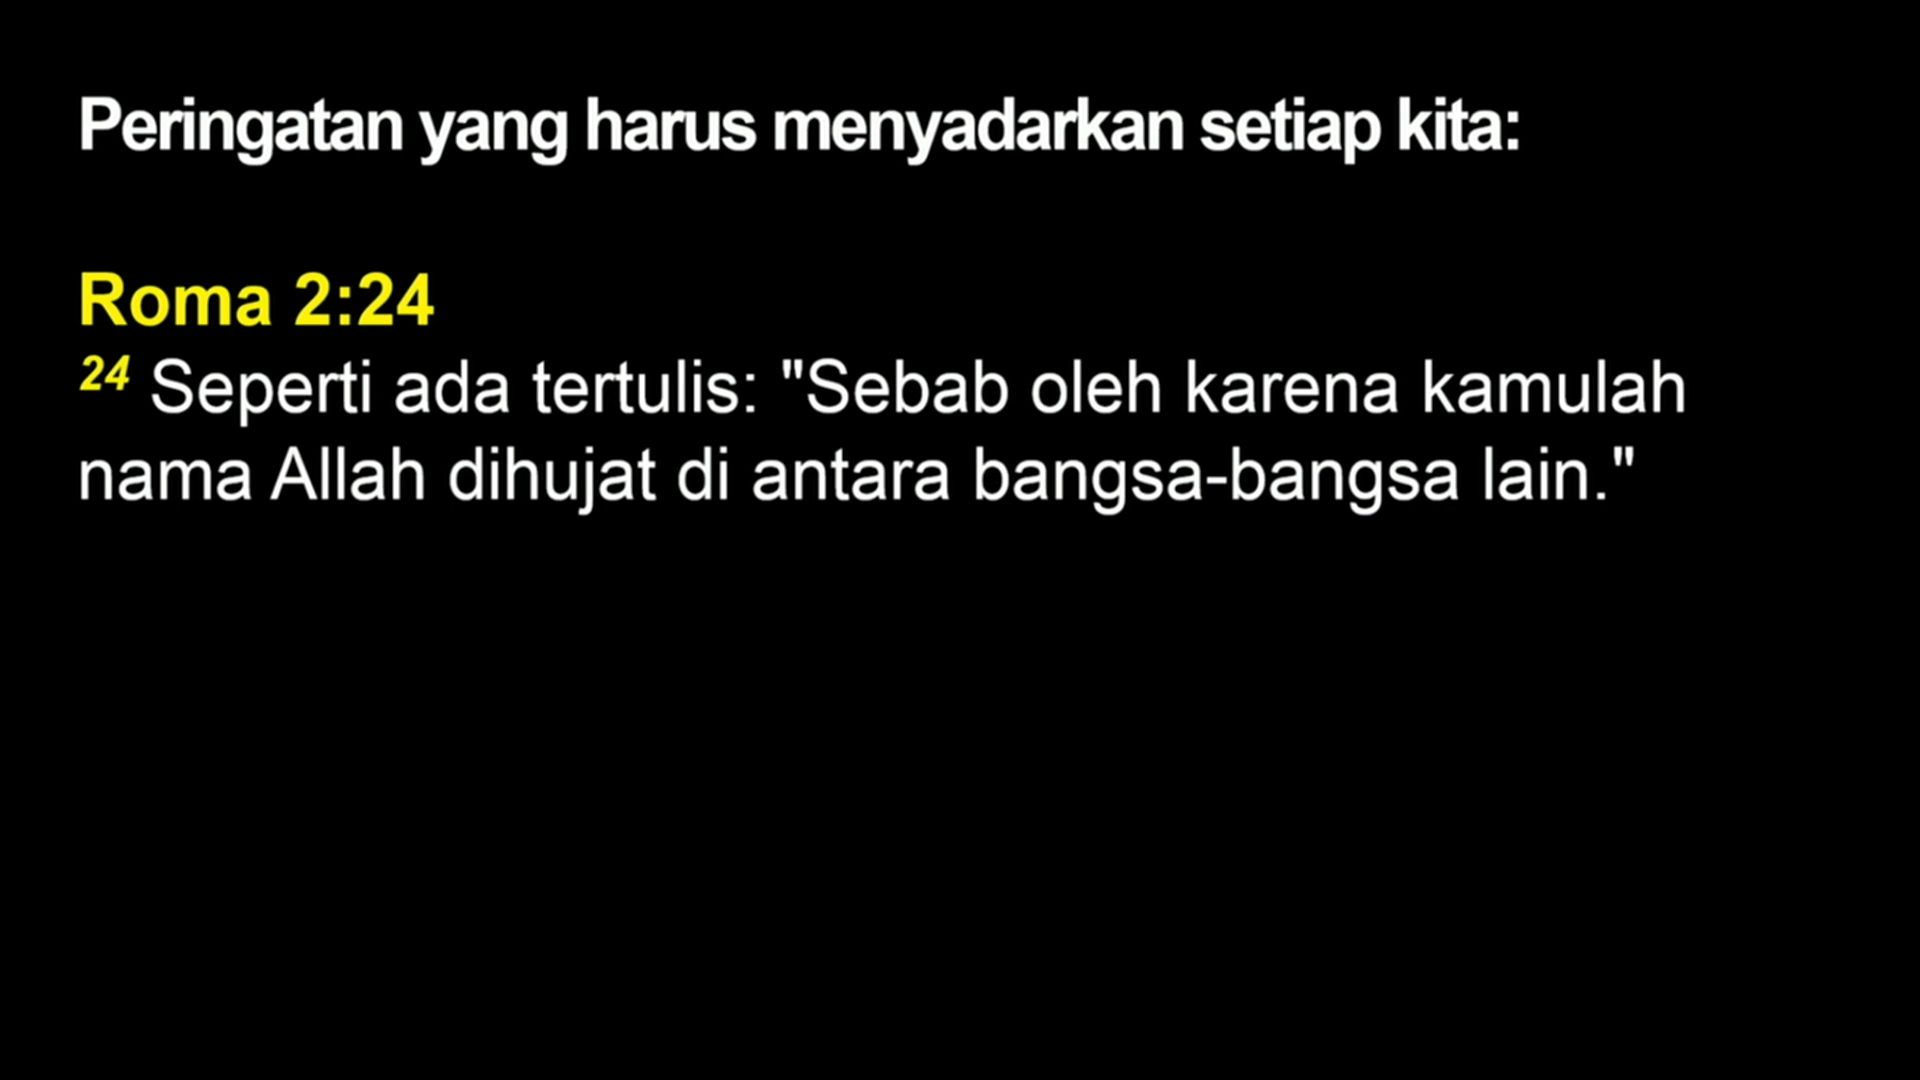 Peringatan yang harus menyadarkan setiap kita:
Roma 2:24
24 Seperti ada tertulis: "Sebab oleh karena kamulah
nama Allah dihujat di antara bangsa-bangsa lain."